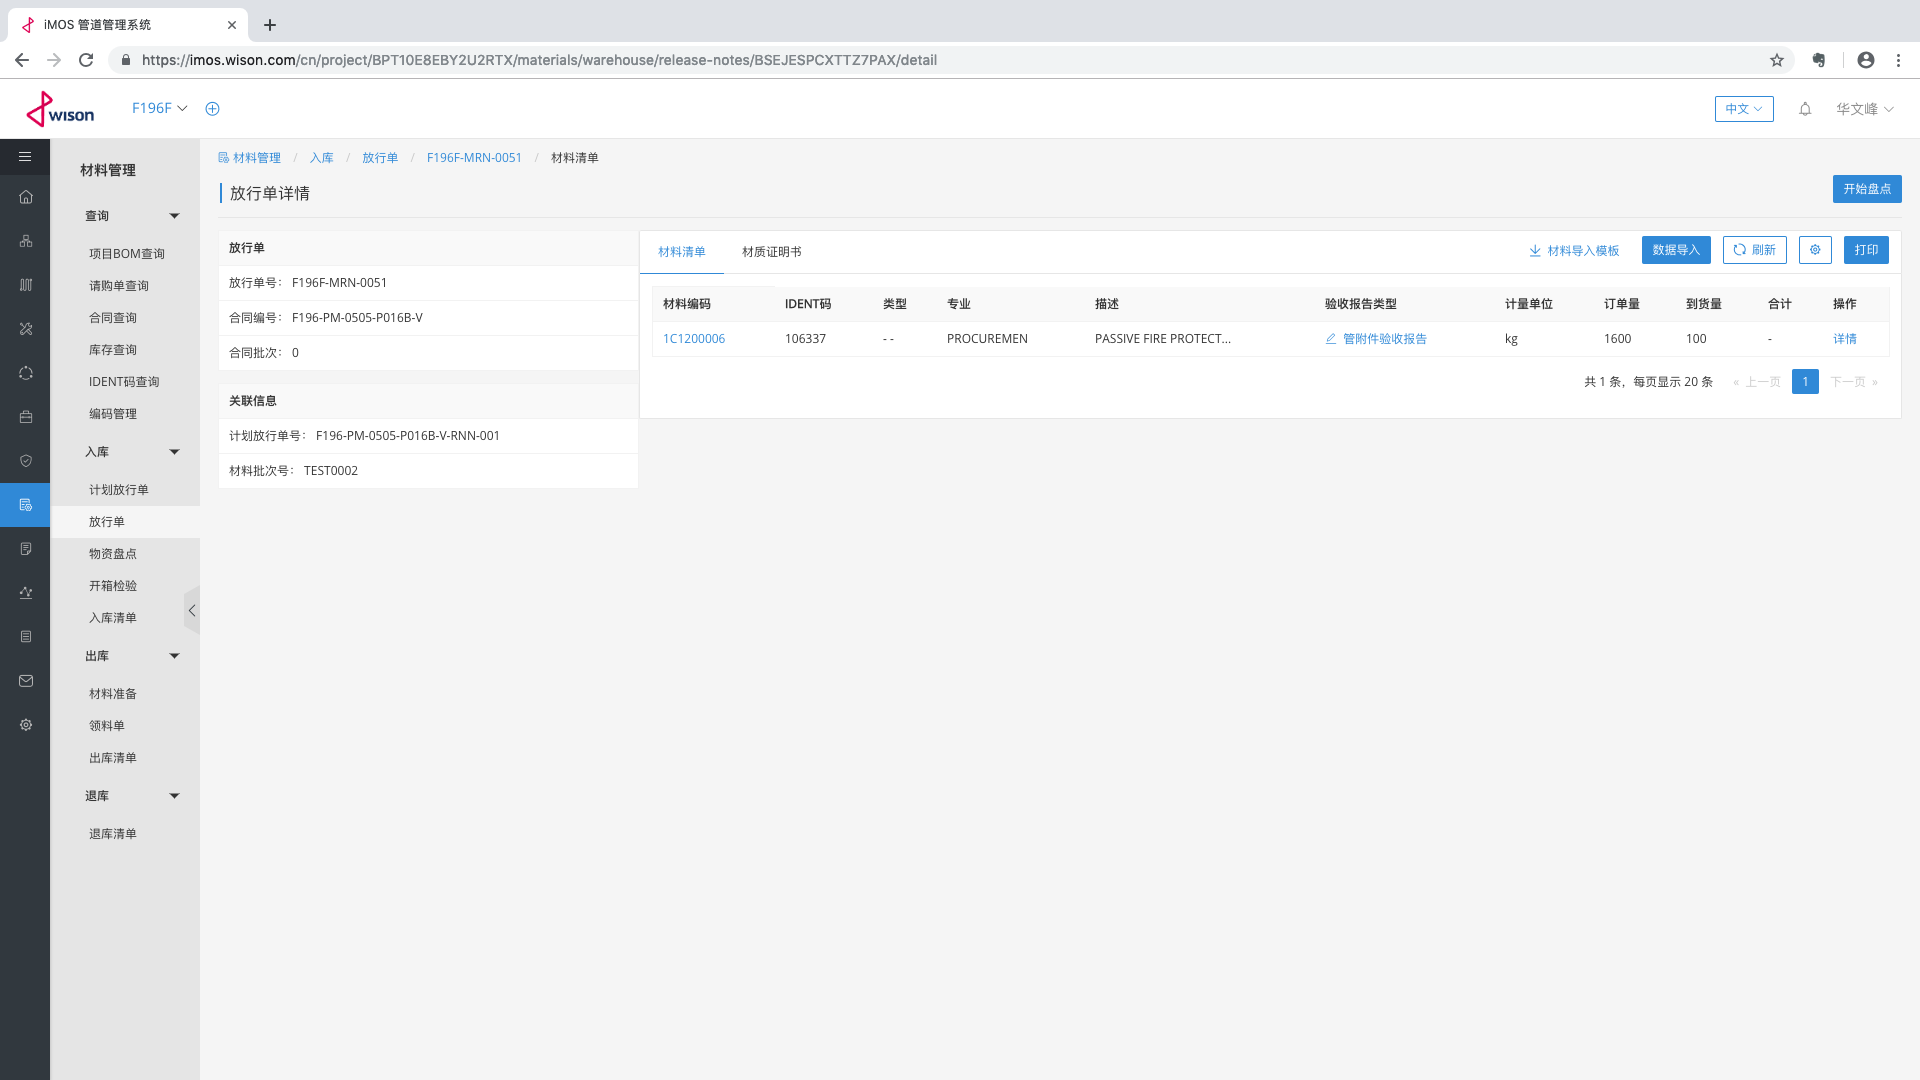 iMOS 管道管理系统
https://imos.wison.com/cn/project/BPT10E8EBY2U2RTX/materials/warehouse/release-notes/BSEJESPCXTTZ7PAX/detail
wison
F196F
中文
华文峰
材料管理
查询
项目BOM查询
请购单查询
合同查询
库存查询
IDENT码查询
编码管理
入库
计划放行单
放行单
物资盘点
开箱检验
入库清单
出库
材料准备
领料单
出库清单
退库
退库清单
材料管理 / 入库 / 放行单 / F196F-MRN-0051 / 材料清单
放行单详情
开始盘点
放行单
放行单号： F196F-MRN-0051
合同编号： F196-PM-0505-P016B-V
合同批次： 0
关联信息
计划放行单号： F196-PM-0505-P016B-V-RNN-001
材料批次号： TEST0002
材料清单 材质证明书 材料导入模板 数据导入 刷新 打印
材料编码 IDENT码 类型 专业 描述 验收报告类型 计量单位 订单量 到货量 合计 操作
1C1200006 106337 - - PROCUREMEN PASSIVE FIRE PROTECT... 管附件验收报告 kg 1600 100 - 详情
共 1 条，每页显示 20 条 « 上一页 1 下一页 »